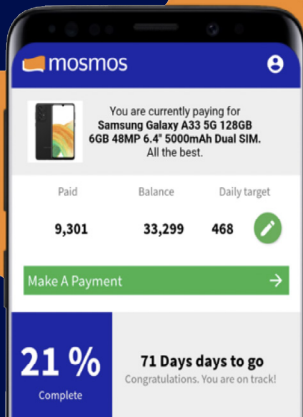 mosmos
You are currently paying for
Samsung Galaxy A33 5G 128GB
6GB 48MP 6.4" 5000mAh Dual SIM.
All the best.
Paid Balance Daily target
9,301 33,299 468
Make A Payment
21 %
Complete
71 Days days to go
Congratulations. You are on track!